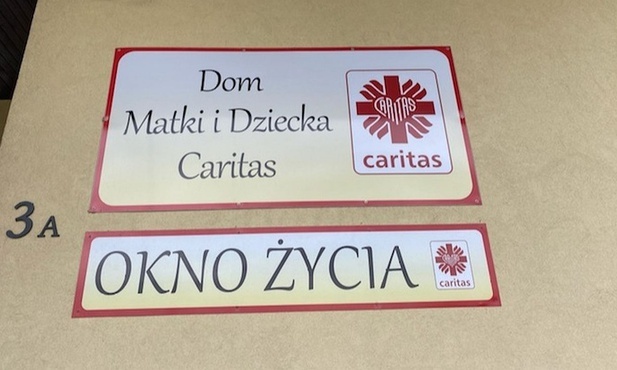 Dom
Matki i Dziecka
Caritas
CARITAS
caritas
3A
OKNO ŻYCIA
caritas